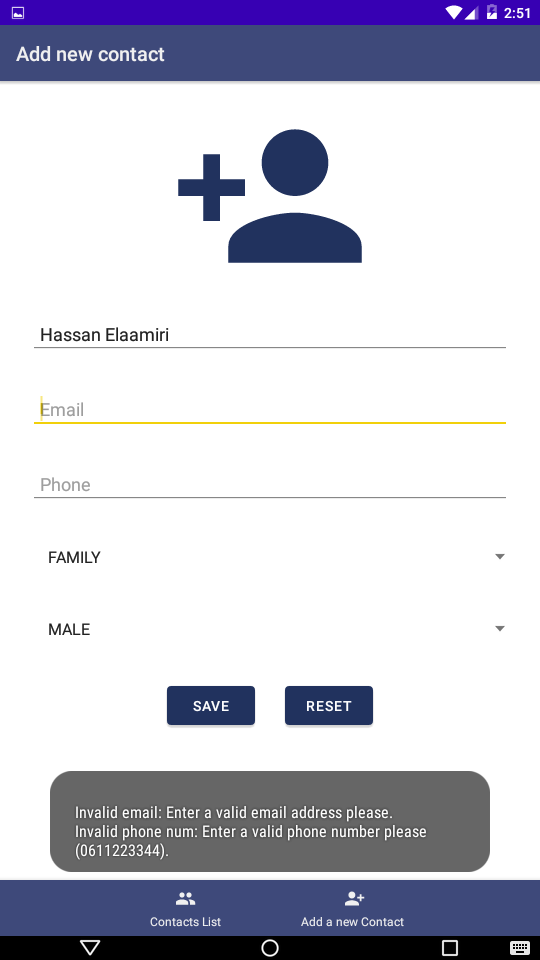 2:51
Add new contact
Hassan Elaamiri
Email
Phone
FAMILY
MALE
SAVE
RESET
Invalid email: Enter a valid email address please.
Invalid phone num: Enter a valid phone number please
(0611223344).
Contacts List
Add a new Contact